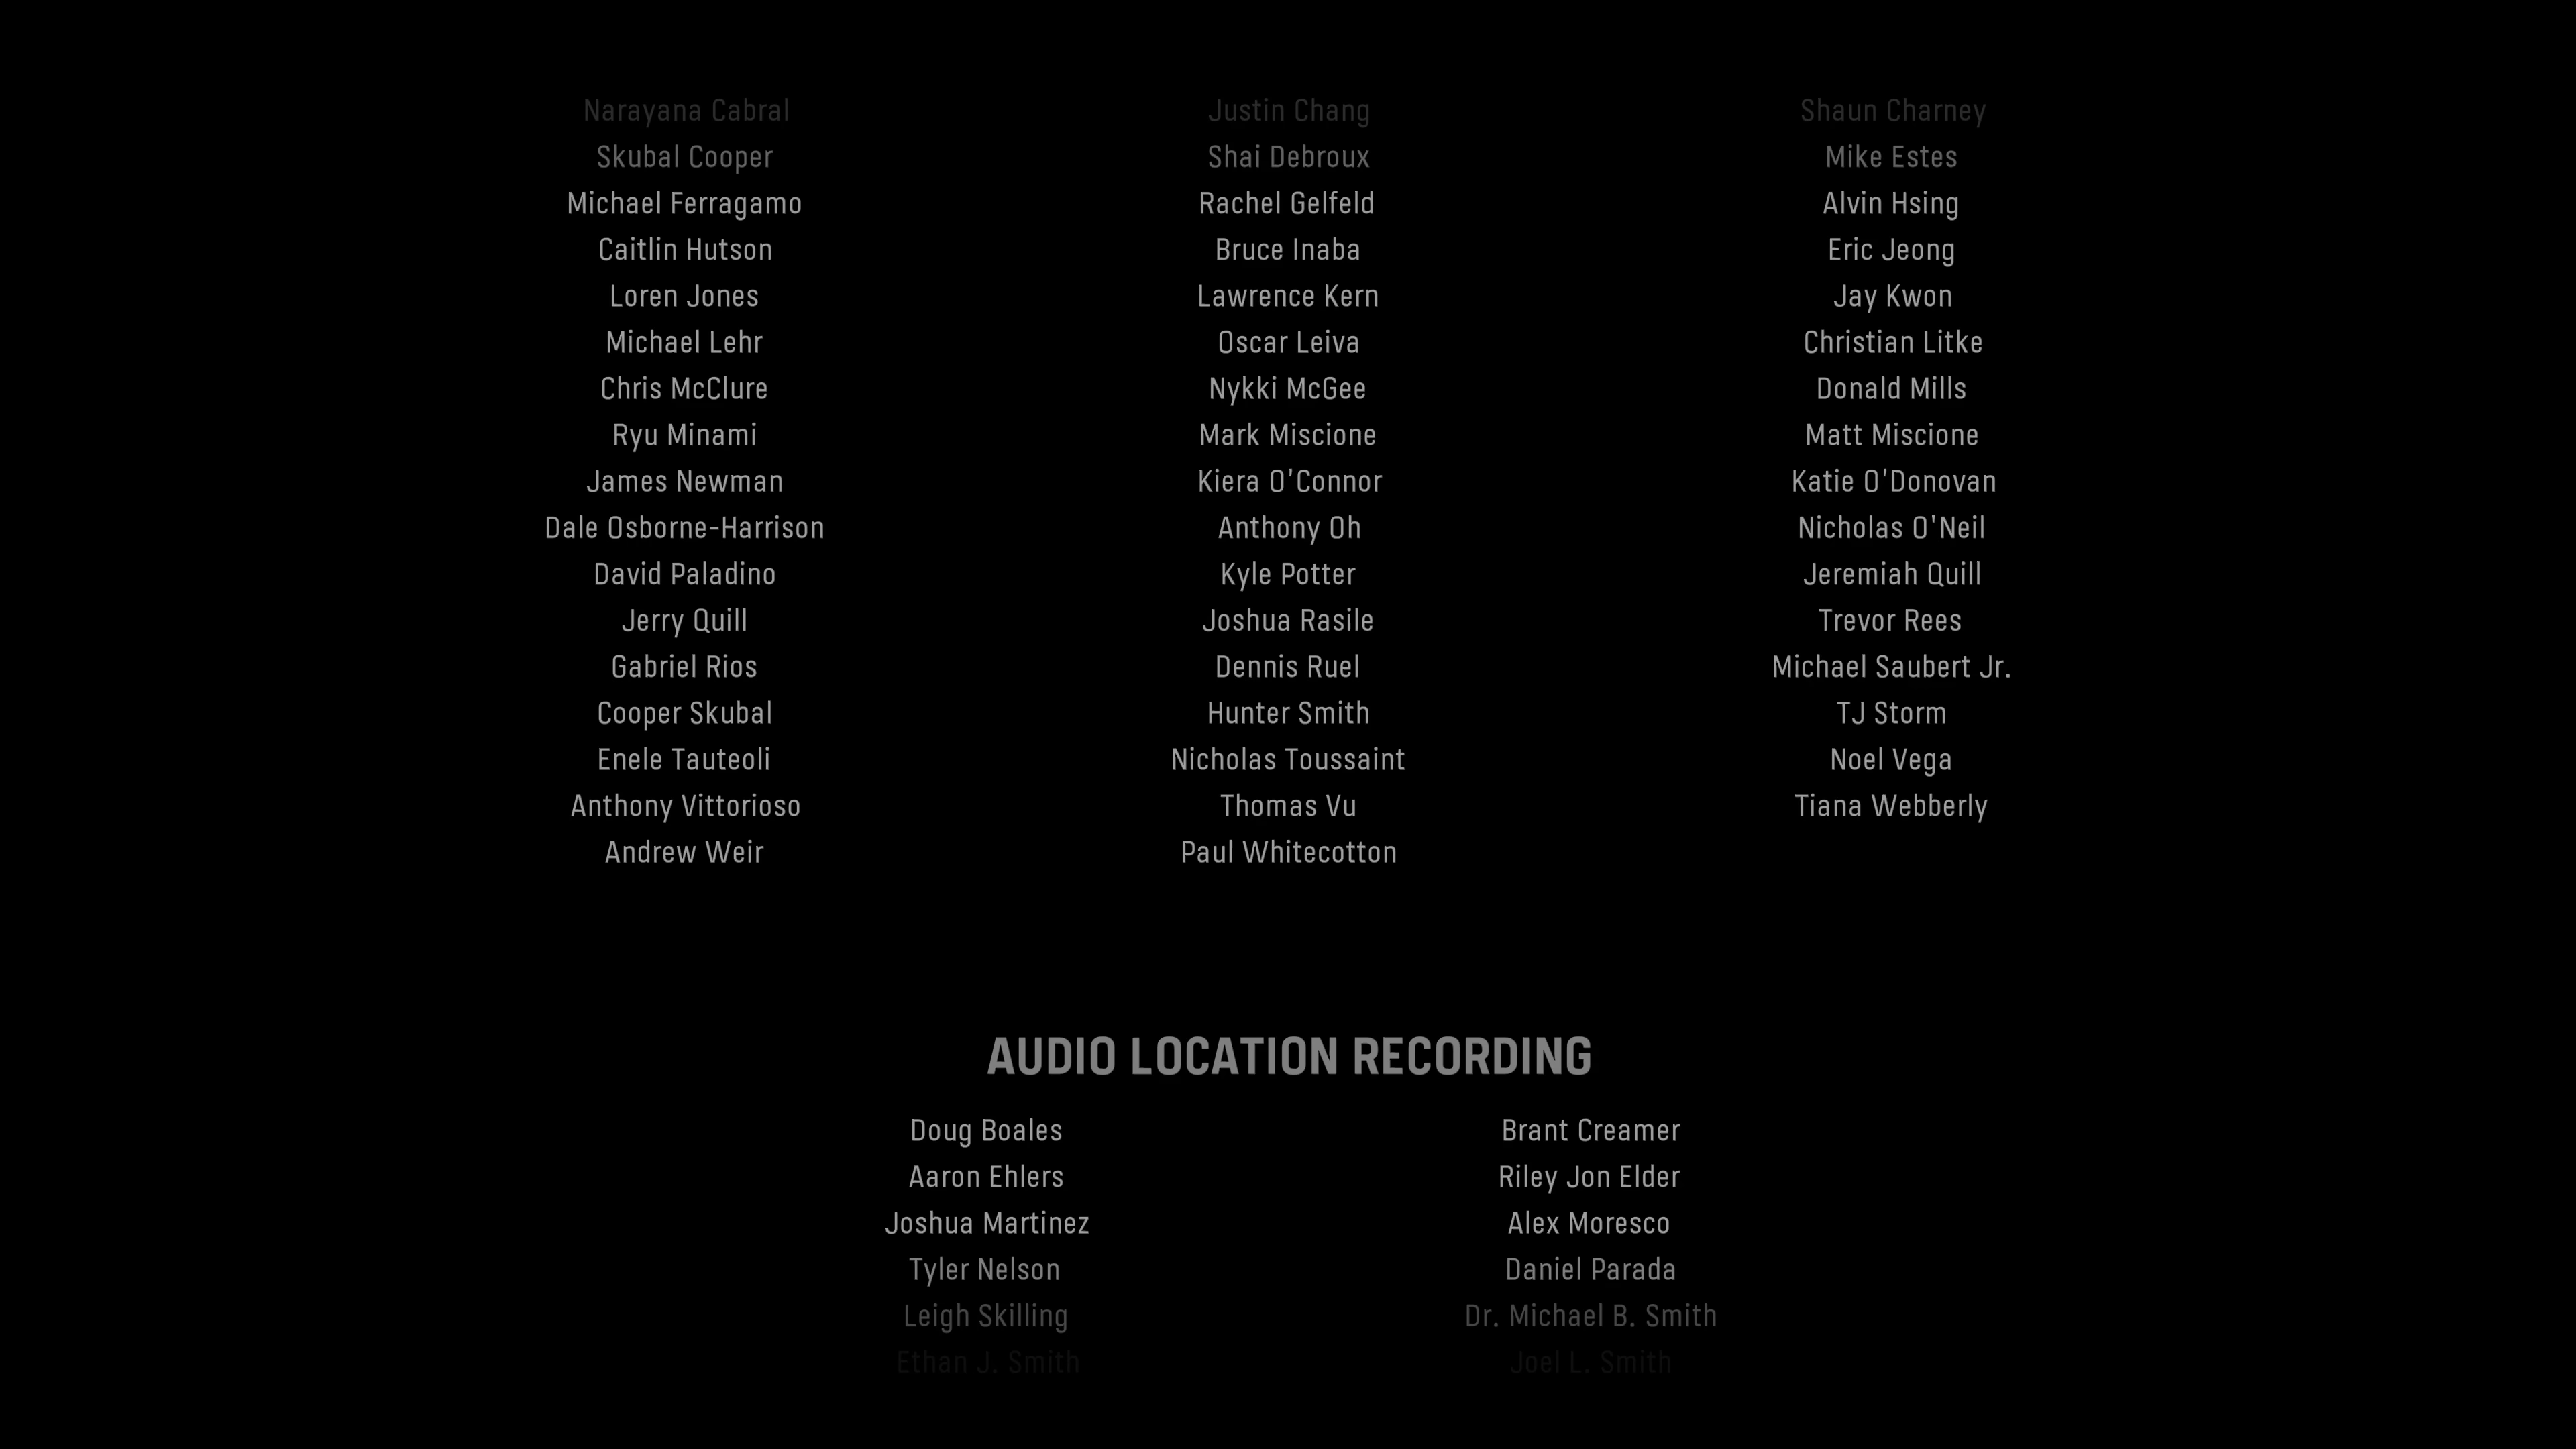 Narayana Cabral Justin Chang Shaun Charney
Skubal Cooper Shai Debroux Mike Estes
Michael Ferragamo Rachel Gelfeld Alvin Hsing
Caitlin Hutson Bruce Inaba Eric Jeong
Loren Jones Lawrence Kern Jay Kwon
Michael Lehr Oscar Leiva Christian Litke
Chris McClure Nykki McGee Donald Mills
Ryu Minami Mark Miscione Matt Miscione
James Newman Kiera O'Connor Katie O'Donovan
Dale Osborne-Harrison Anthony Oh Nicholas O'Neil
David Paladino Kyle Potter Jeremiah Quill
Jerry Quill Joshua Rasile Trevor Rees
Gabriel Rios Dennis Ruel Michael Saubert Jr.
Cooper Skubal Hunter Smith TJ Storm
Enele Tauteoli Nicholas Toussaint Noel Vega
Anthony Vittorioso Thomas Vu Tiana Webberly
Andrew Weir Paul Whitecotton
AUDIO LOCATION RECORDING
Doug Boales Brant Creamer
Aaron Ehlers Riley Jon Elder
Joshua Martinez Alex Moresco
Tyler Nelson Daniel Parada
Leigh Skilling Dr. Michael B. Smith
Ethan J. Smith Joel L. Smith